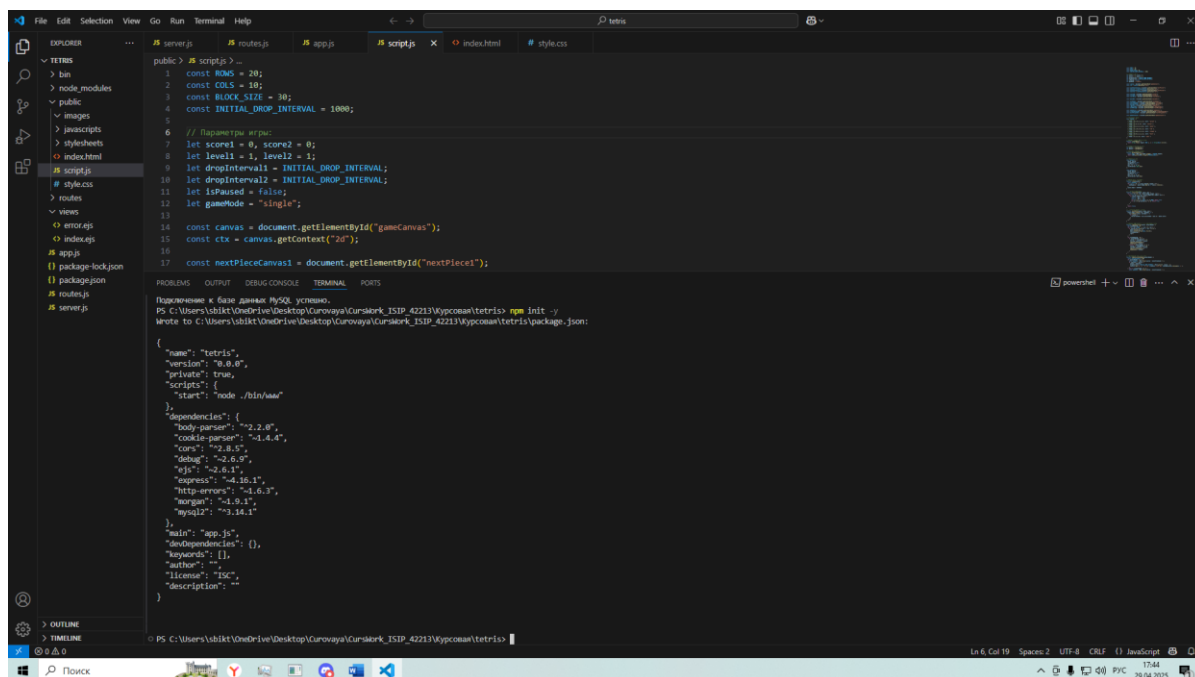 File Edit Selection View Go Run Terminal Help
tetris
EXPLORER
TETRIS
bin
node_modules
public
images
javascripts
stylesheets
index.html
script.js
style.css
routes
views
error.ejs
index.ejs
app.js
package-lock.json
package.json
routes.js
server.js
OUTLINE
TIMELINE
server.js routes.js app.js script.js index.html style.css
public > script.js > ...
1 const ROWS = 20;
2 const COLS = 10;
3 const BLOCK_SIZE = 30;
4 const INITIAL_DROP_INTERVAL = 1000;
5
6 // Параметры игры:
7 let score1 = 0, score2 = 0;
8 let level1 = 1, level2 = 1;
9 let dropInterval1 = INITIAL_DROP_INTERVAL;
10 let dropInterval2 = INITIAL_DROP_INTERVAL;
11 let isPaused = false;
12 let gameMode = "single";
13
14 const canvas = document.getElementById("gameCanvas");
15 const ctx = canvas.getContext("2d");
16
17 const nextPieceCanvas1 = document.getElementById("nextPiece1");
PROBLEMS OUTPUT DEBUG CONSOLE TERMINAL PORTS
powershell
Подключение к базе данных MySQL успешно.
PS C:\Users\sbikt\OneDrive\Desktop\Curovaya\CursWork_ISIP_42213\Курсовая\tetris> npm init -y
Wrote to C:\Users\sbikt\OneDrive\Desktop\Curovaya\CursWork_ISIP_42213\Курсовая\tetris\package.json:
{
"name": "tetris",
"version": "0.0.0",
"private": true,
"scripts": {
"start": "node ./bin/www"
},
"dependencies": {
"body-parser": "^2.2.0",
"cookie-parser": "~1.4.4",
"cors": "^2.8.5",
"debug": "~2.6.9",
"ejs": "~2.6.1",
"express": "~4.16.1",
"http-errors": "~1.6.3",
"morgan": "~1.9.1",
"mysql2": "^3.14.1"
},
"main": "app.js",
"devDependencies": {},
"keywords": [],
"author": "",
"license": "ISC",
"description": ""
}
PS C:\Users\sbikt\OneDrive\Desktop\Curovaya\CursWork_ISIP_42213\Курсовая\tetris>
0 0 Ln 6, Col 19 Spaces: 2 UTF-8 CRLF {} JavaScript
Поиск
РУС 17:44
29.04.2025